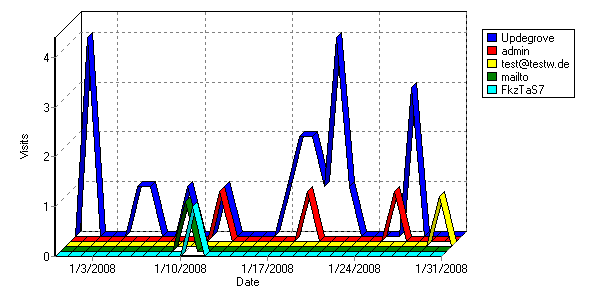 4
3
2
1
0
Visits
1/3/2008 1/10/2008 1/17/2008 1/24/2008 1/31/2008
Date
Updegrove
admin
test@testw.de
mailto
FkzTaS7